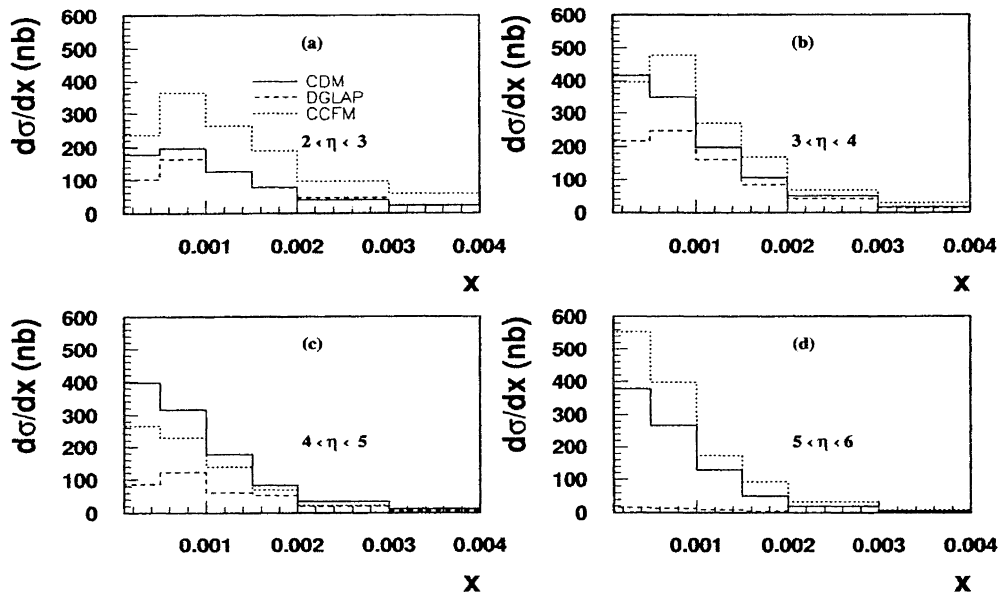 dσ/dx (nb)
600
500
400
300
200
100
0
(a)
CDM
DGLAP
CCFM
2 < η < 3
0.001
0.002
0.003
0.004
x
dσ/dx (nb)
600
500
400
300
200
100
0
(b)
3 < η < 4
0.001
0.002
0.003
0.004
x
dσ/dx (nb)
600
500
400
300
200
100
0
(c)
4 < η < 5
0.001
0.002
0.003
0.004
x
dσ/dx (nb)
600
500
400
300
200
100
0
(d)
5 < η < 6
0.001
0.002
0.003
0.004
x